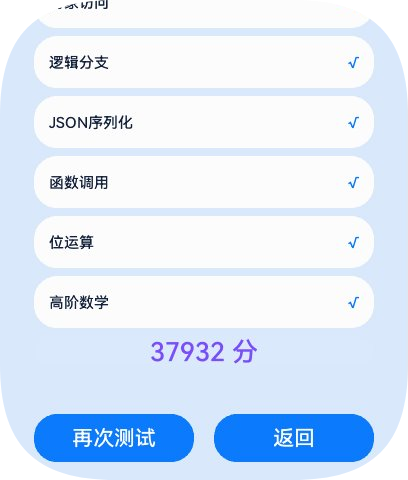 逻辑分支 √
JSON序列化 √
函数调用 √
位运算 √
高阶数学 √
37932 分
再次测试 返回